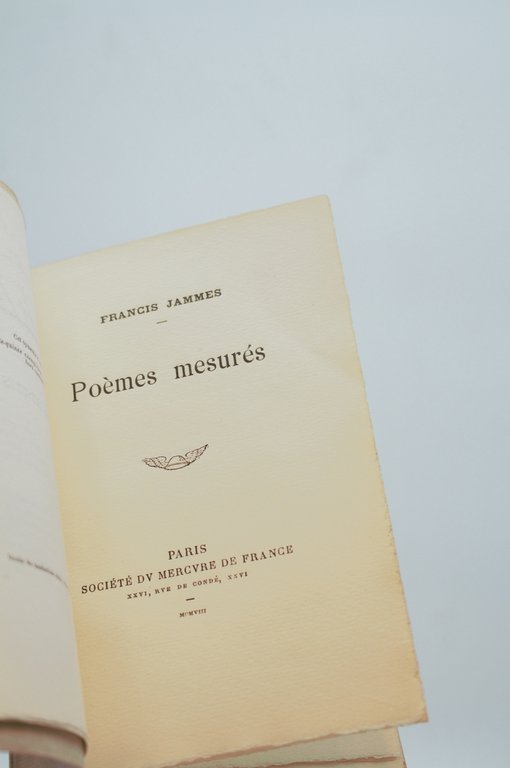 FRANCIS JAMMES
Poèmes mesurés
PARIS
SOCIÉTÉ DV MERCVRE DE FRANCE
XXVI, RVE DE CONDÉ, XXVI
MCMVIII